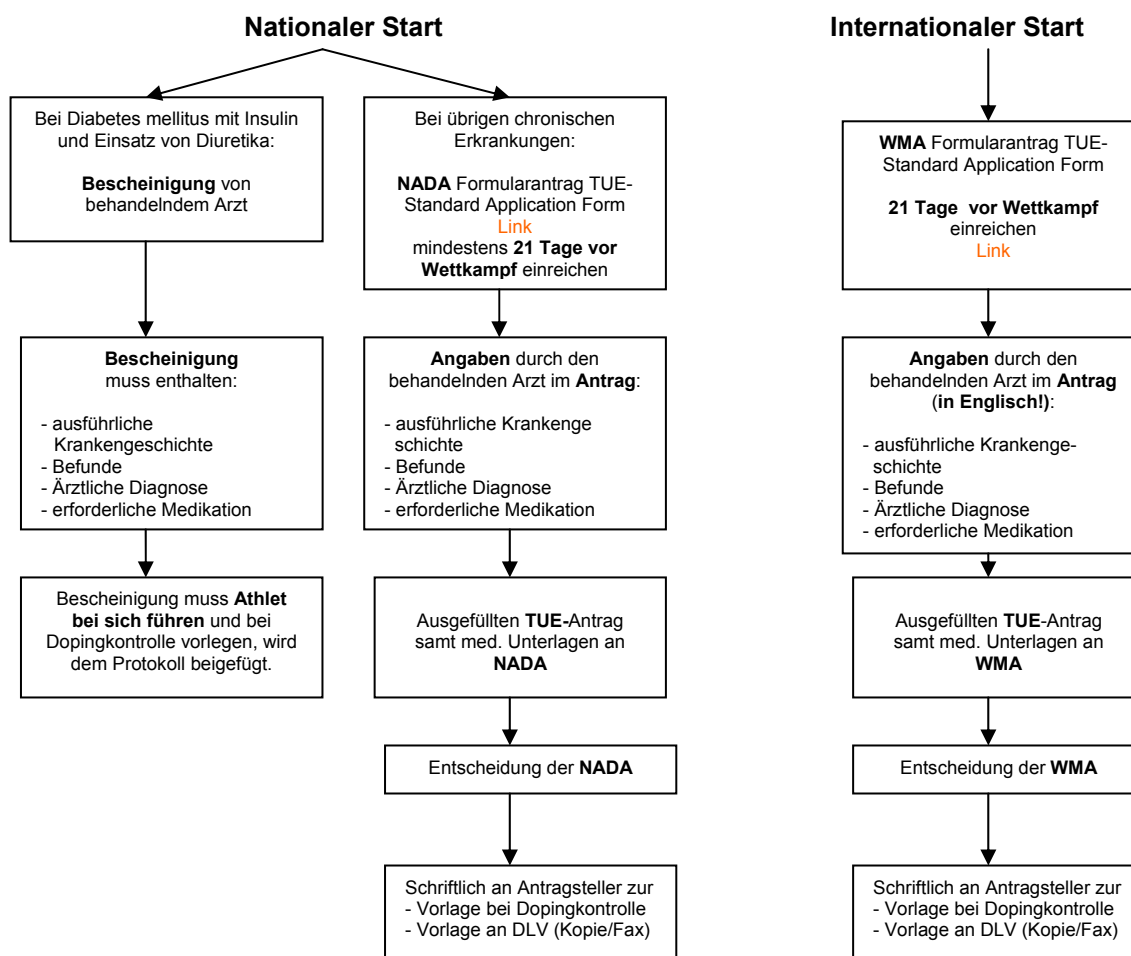 Nationaler Start
Bei Diabetes mellitus mit Insulin
und Einsatz von Diuretika:
Bescheinigung von
behandelndem Arzt
Bescheinigung
muss enthalten:
- ausführliche
Krankengeschichte
- Befunde
- Ärztliche Diagnose
- erforderliche Medikation
Bescheinigung muss Athlet
bei sich führen und bei
Dopingkontrolle vorlegen, wird
dem Protokoll beigefügt.
Bei übrigen chronischen
Erkrankungen:
NADA Formularantrag TUE-
Standard Application Form
Link
mindestens 21 Tage vor
Wettkampf einreichen
Angaben durch den
behandelnden Arzt im Antrag:
- ausführliche Krankenge
schichte
- Befunde
- Ärztliche Diagnose
- erforderliche Medikation
Ausgefüllten TUE-Antrag
samt med. Unterlagen an
NADA
Entscheidung der NADA
Schriftlich an Antragsteller zur
- Vorlage bei Dopingkontrolle
- Vorlage an DLV (Kopie/Fax)
Internationaler Start
WMA Formularantrag TUE-
Standard Application Form
21 Tage vor Wettkampf
einreichen
Link
Angaben durch den
behandelnden Arzt im Antrag
(in Englisch!):
- ausführliche Krankenge-
schichte
- Befunde
- Ärztliche Diagnose
- erforderliche Medikation
Ausgefüllten TUE-Antrag
samt med. Unterlagen an
WMA
Entscheidung der WMA
Schriftlich an Antragsteller zur
- Vorlage bei Dopingkontrolle
- Vorlage an DLV (Kopie/Fax)